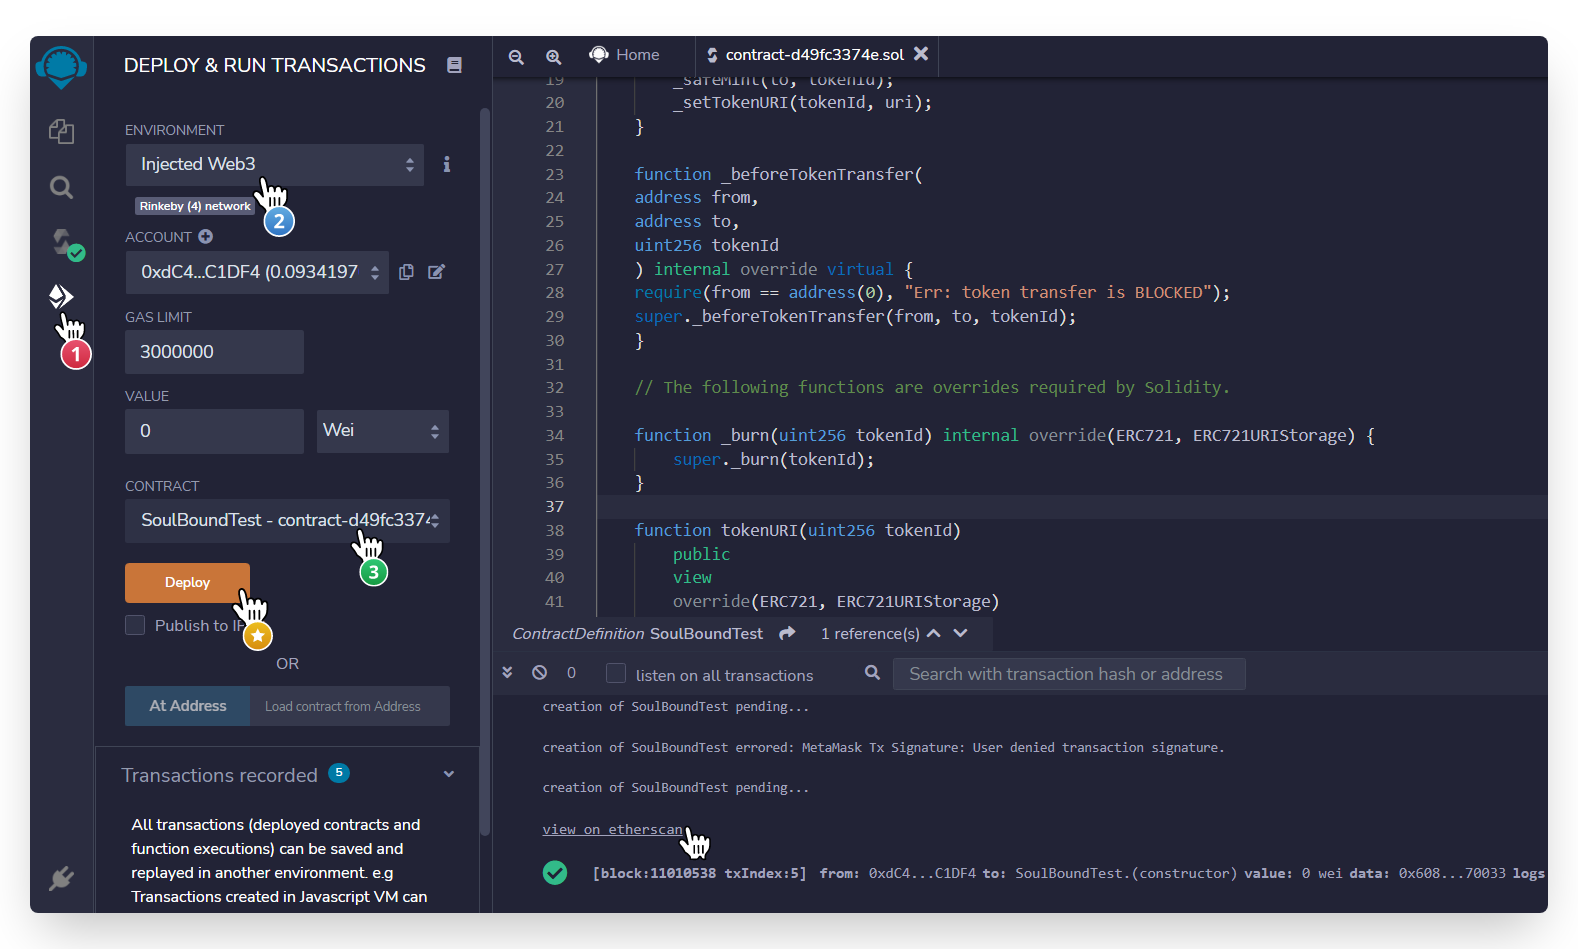 DEPLOY & RUN TRANSACTIONS
ENVIRONMENT
Injected Web3
Rinkeby (4) network
2
ACCOUNT
0xdC4...C1DF4 (0.0934197
GAS LIMIT
3000000
1
VALUE
0
Wei
CONTRACT
SoulBoundTest - contract-d49fc3374
3
Deploy
Publish to
OR
At Address
Load contract from Address
Transactions recorded 5
All transactions (deployed contracts and
function executions) can be saved and
replayed in another environment. e.g
Transactions created in Javascript VM can
Home
contract-d49fc3374e.sol
19 _safeMint(to, tokenId);
20 _setTokenURI(tokenId, uri);
21 }
22
23 function _beforeTokenTransfer(
24 address from,
25 address to,
26 uint256 tokenId
27 ) internal override virtual {
28 require(from == address(0), "Err: token transfer is BLOCKED");
29 super._beforeTokenTransfer(from, to, tokenId);
30 }
31
32 // The following functions are overrides required by Solidity.
33
34 function _burn(uint256 tokenId) internal override(ERC721, ERC721URIStorage) {
35 super._burn(tokenId);
36 }
37
38 function tokenURI(uint256 tokenId)
39 public
40 view
41 override(ERC721, ERC721URIStorage)
ContractDefinition SoulBoundTest 1 reference(s)
0 listen on all transactions Search with transaction hash or address
creation of SoulBoundTest pending...
creation of SoulBoundTest errored: MetaMask Tx Signature: User denied transaction signature.
creation of SoulBoundTest pending...
view on etherscan
[block:11010538 txIndex:5] from: 0xdC4...C1DF4 to: SoulBoundTest.(constructor) value: 0 wei data: 0x608...70033 logs